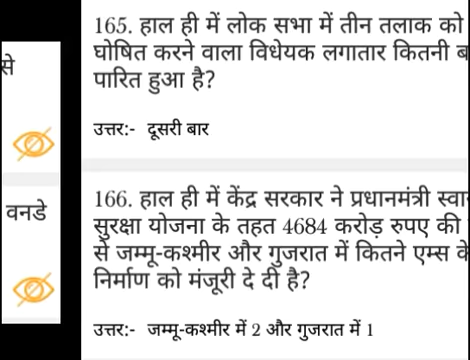 165. हाल ही में लोक सभा में तीन तलाक को
घोषित करने वाला विधेयक लगातार कितनी
पारित हुआ है?
से
उत्तर:- दूसरी बार
वनडे
166. हाल ही में केंद्र सरकार ने प्रधानमंत्री
सुरक्षा योजना के तहत 4684 करोड़ रुपए की
से जम्मू-कश्मीर और गुजरात में कितने एम्स के
निर्माण को मंजूरी दे दी है?
उत्तर:- जम्मू-कश्मीर में 2 और गुजरात में 1